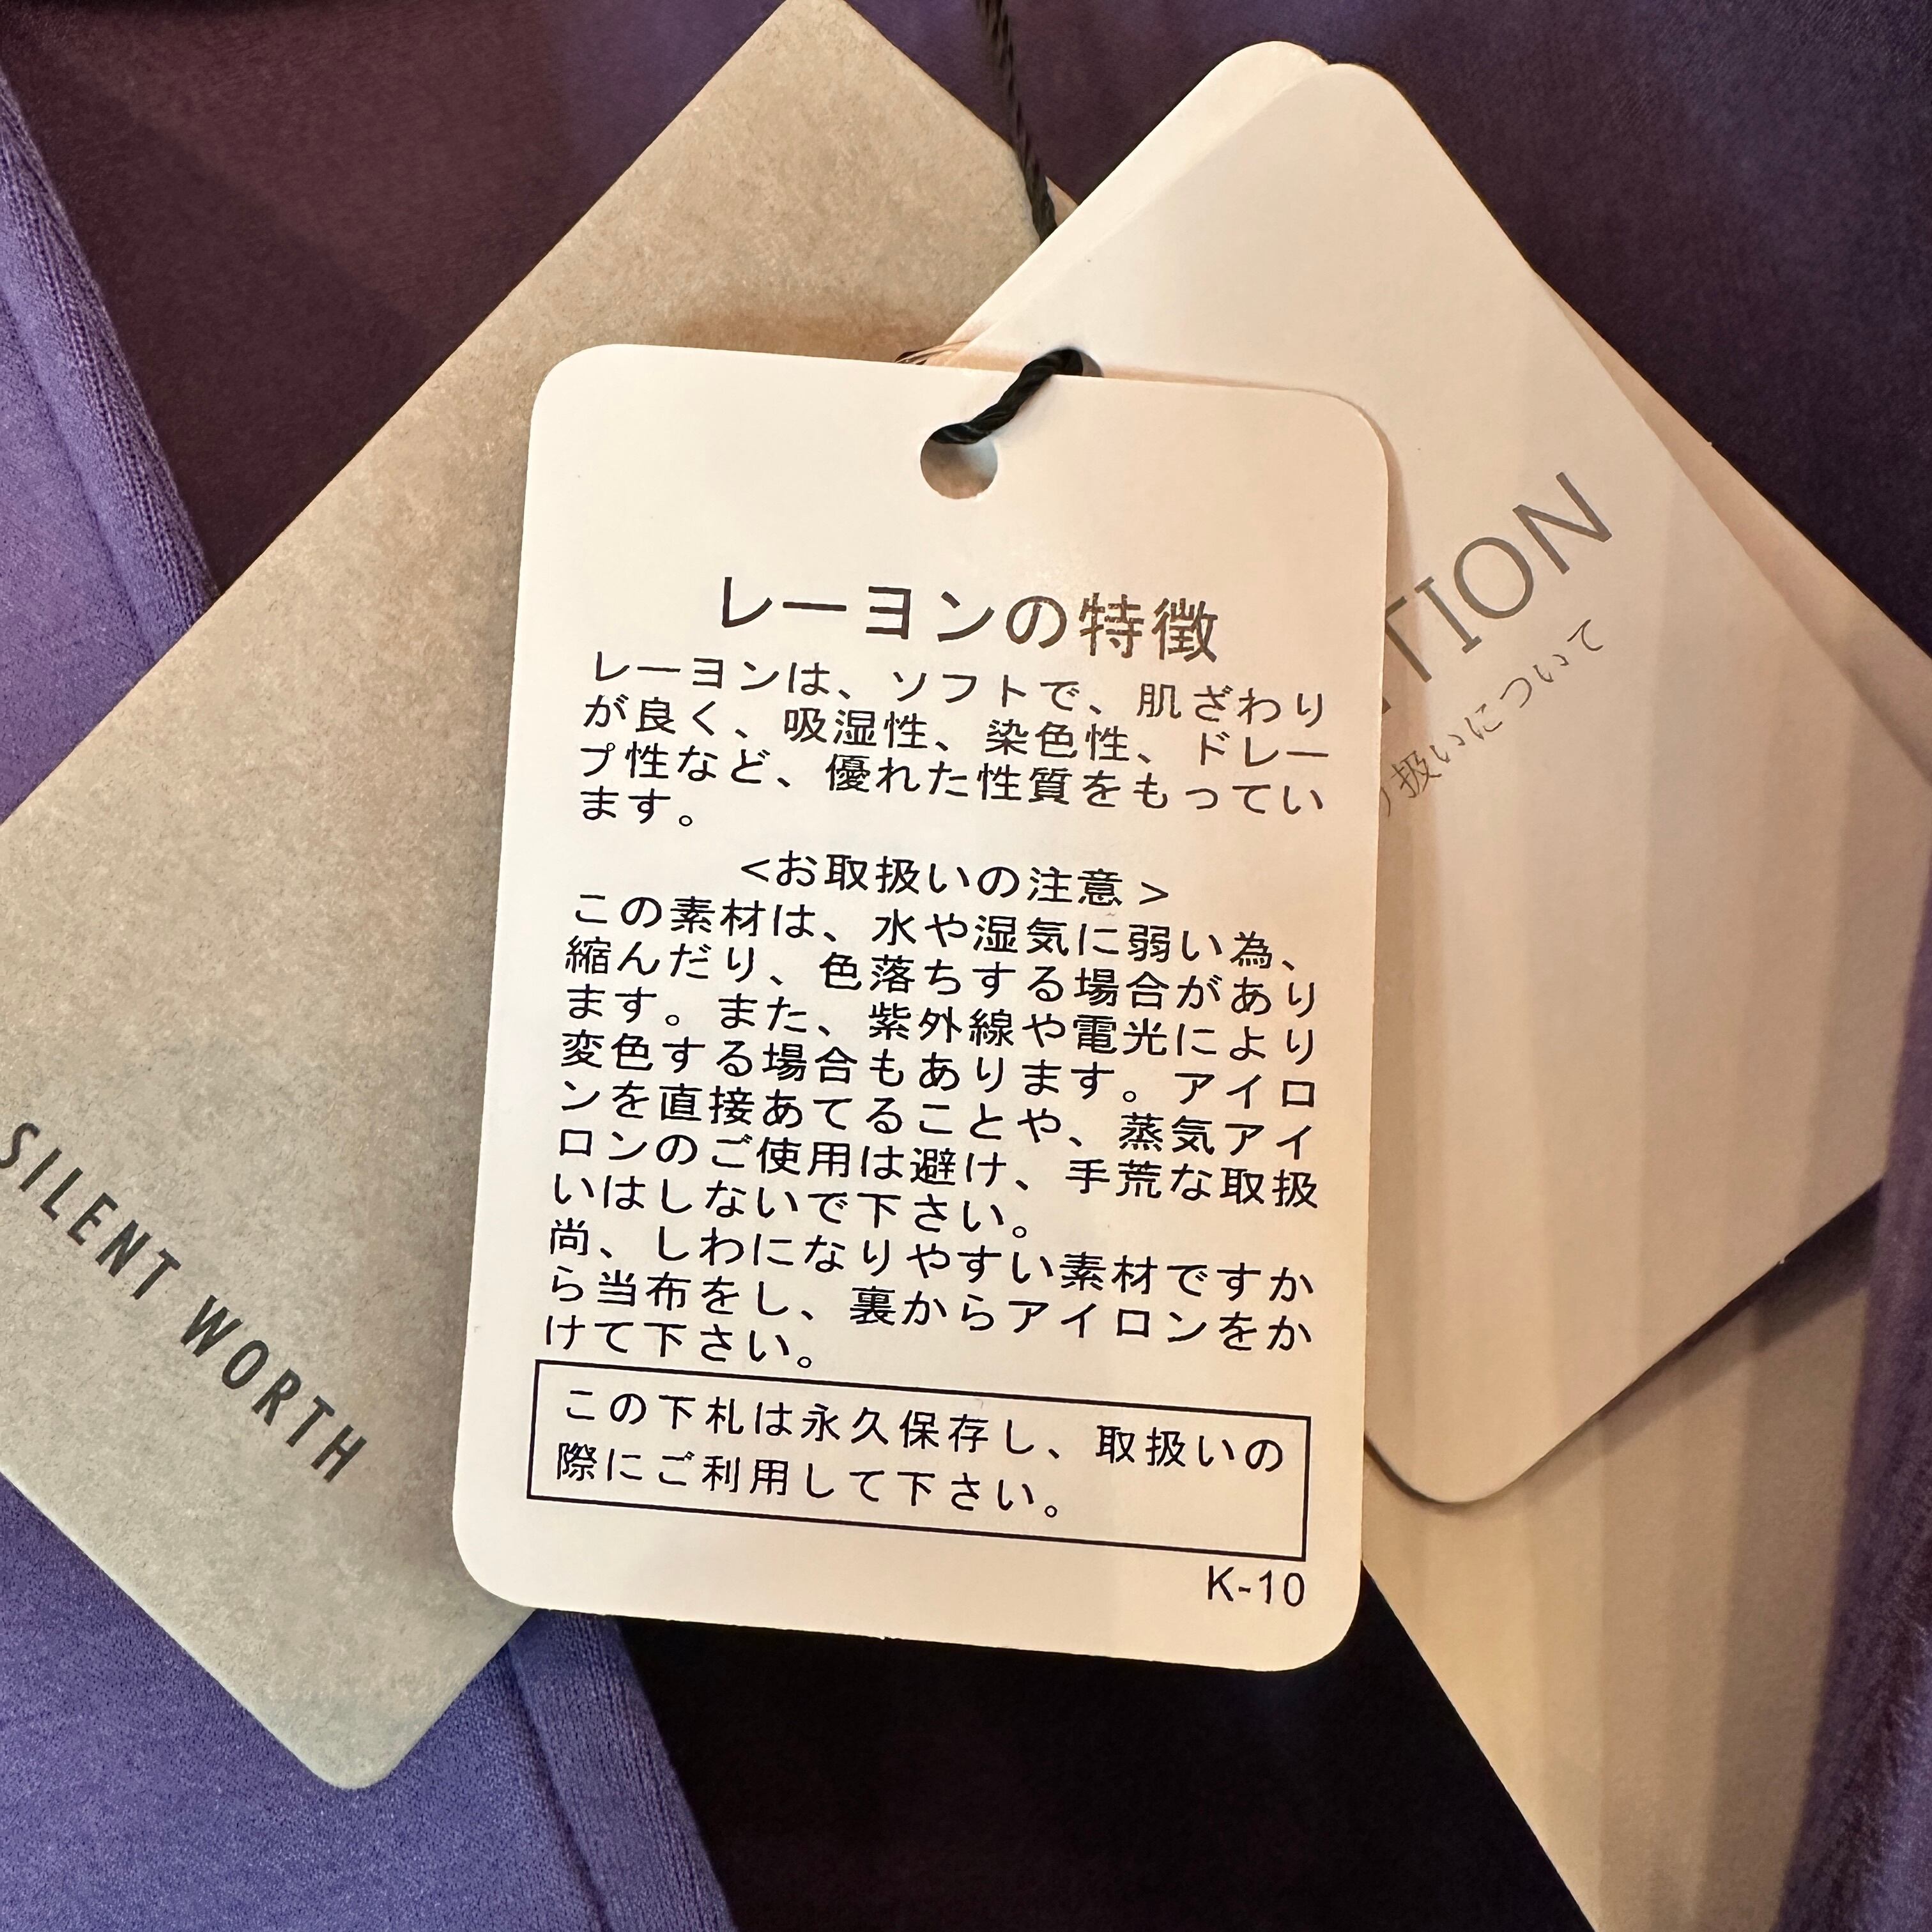 レーヨンの特徴
レーヨンは、ソフトで、肌ざわり
が良く、吸湿性、染色性、ドレー
プ性など、優れた性質をもってい
ます。
<お取扱いの注意>
この素材は、水や湿気に弱い為、
縮んだり、色落ちする場合があり
ます。また、紫外線や電光により
変色する場合もあります。アイロ
ンを直接あてることや、蒸気アイ
ロンのご使用は避け、手荒な取扱
いはしないで下さい。
尚、しわになりやすい素材ですか
ら当布をし、裏からアイロンをか
けて下さい。
この下札は永久保存し、取扱いの
際にご利用して下さい。
K-10
SILENT WORTH
TION
り扱いについて